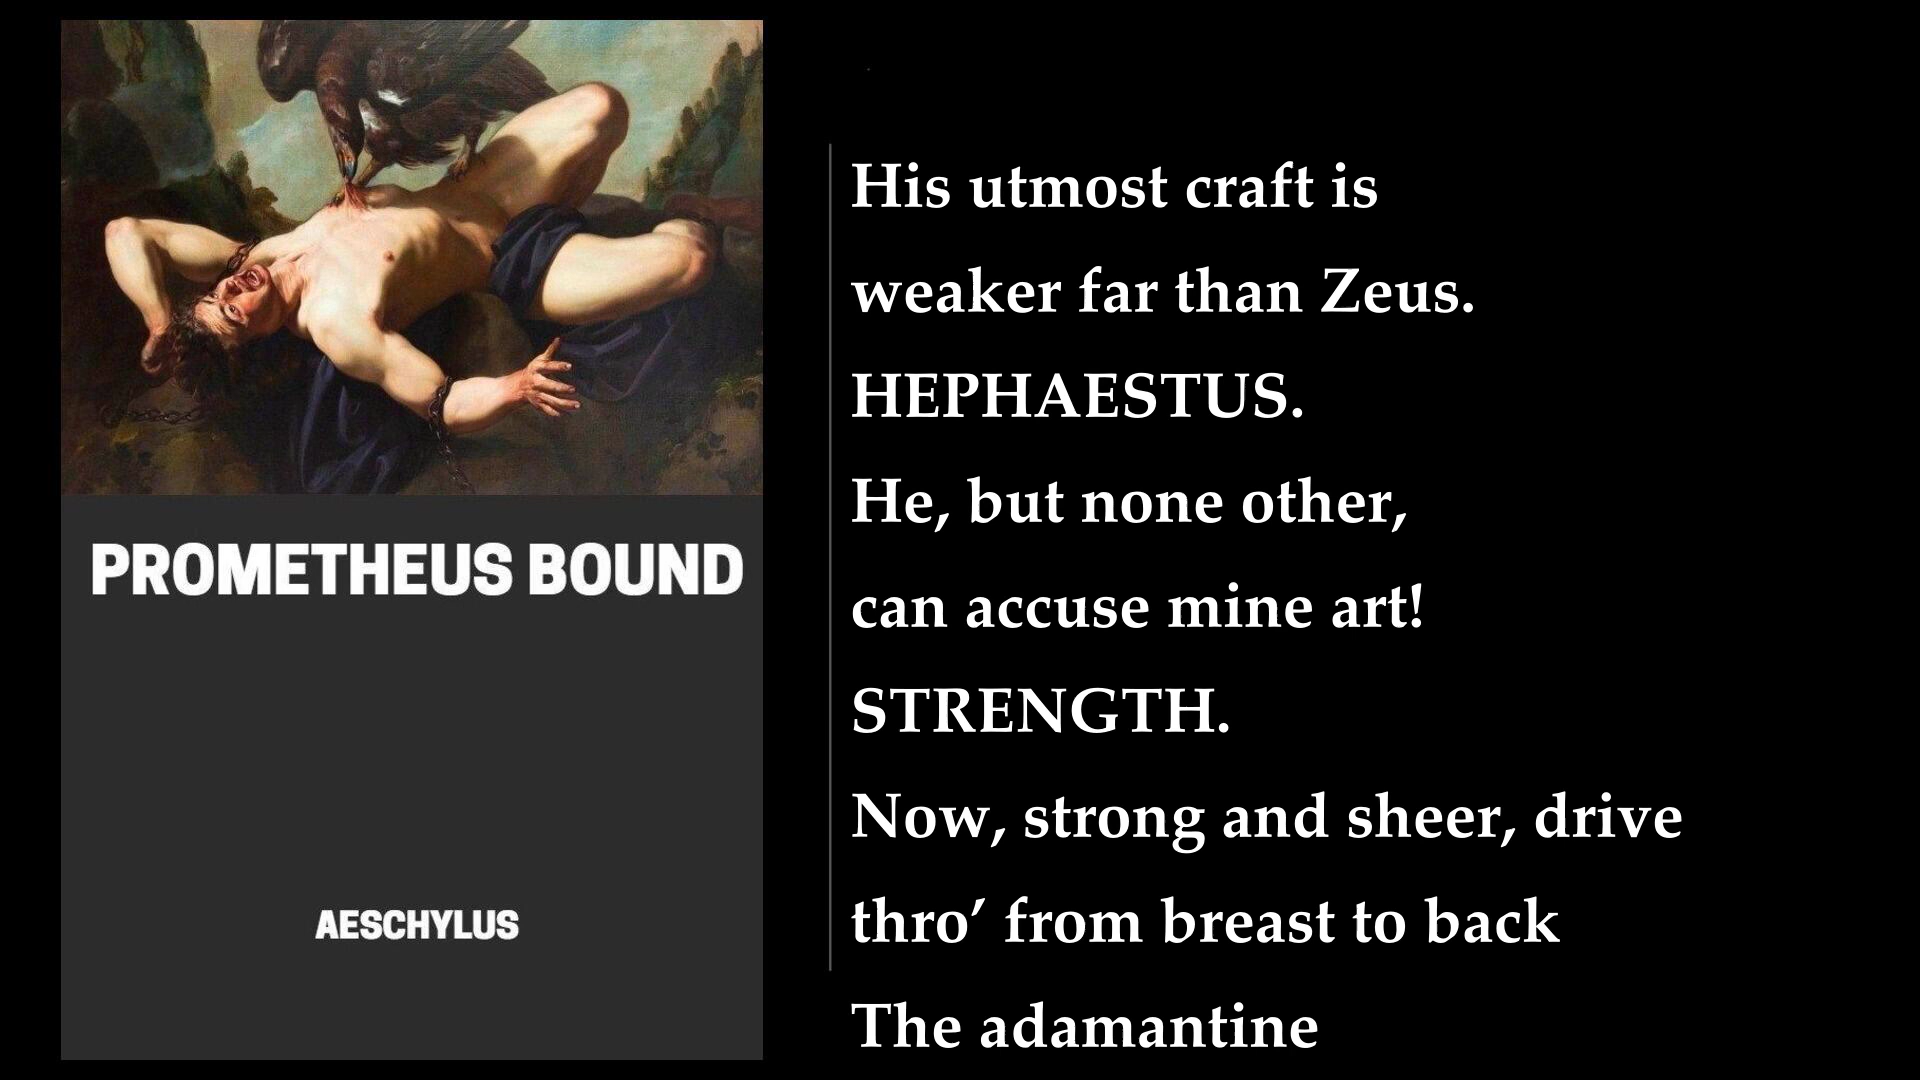 PROMETHEUS BOUND
AESCHYLUS
His utmost craft is
weaker far than Zeus.
HEPHAESTUS.
He, but none other,
can accuse mine art!
STRENGTH.
Now, strong and sheer, drive
thro’ from breast to back
The adamantine